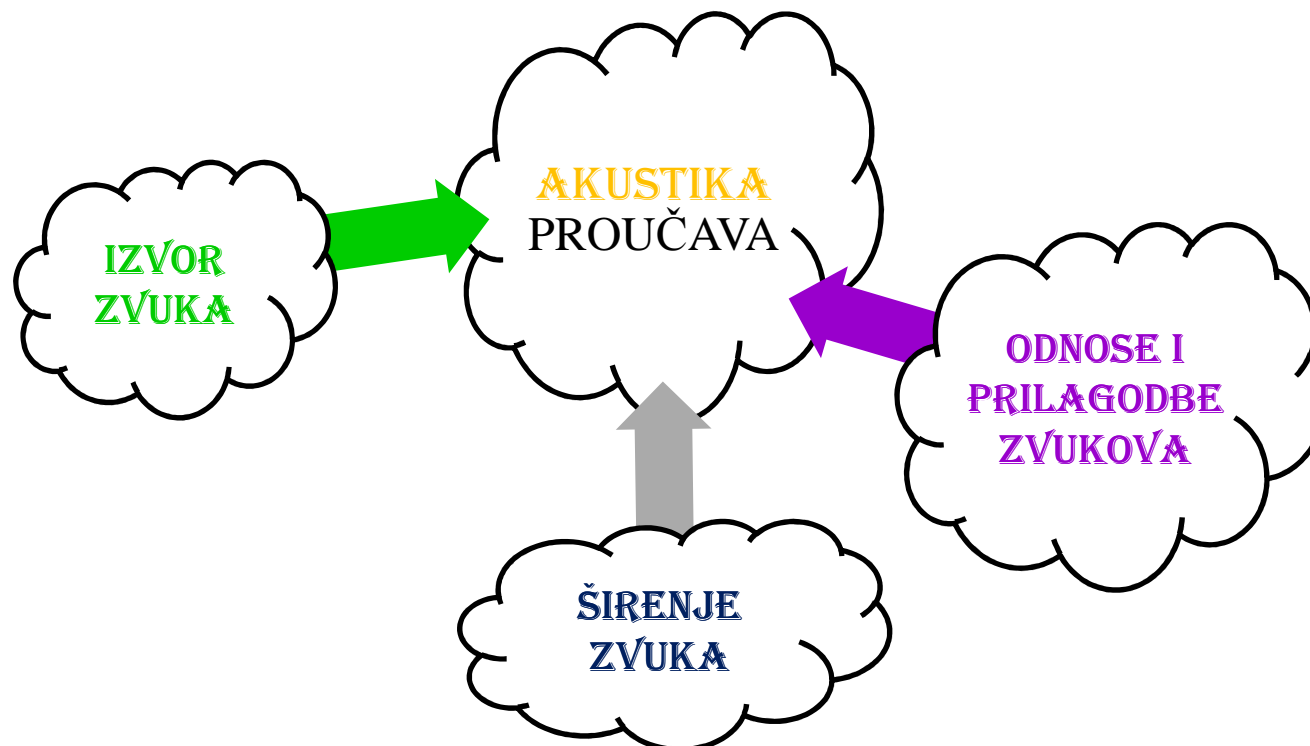 AKUSTIKA
PROUČAVA
IZVOR
ZVUKA
ODNOSE I
PRILAGODBE
ZVUKOVA
ŠIRENJE
ZVUKA